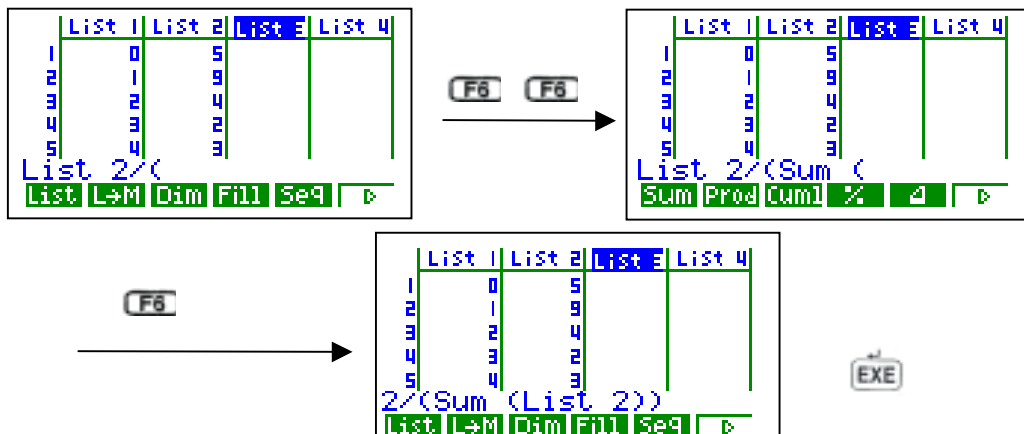 List 1 List 2 List 3 List 4
1 0 5
2 1 9
3 2 4
4 3 2
5 4 3
List 2/(
List L→M Dim Fill Seq ▷
F6 F6
List 1 List 2 List 3 List 4
1 0 5
2 1 9
3 2 4
4 3 2
5 4 3
List 2/(Sum (
Sum Prod Cuml % ⊿ ▷
F6
List 1 List 2 List 3 List 4
1 0 5
2 1 9
3 2 4
4 3 2
5 4 3
2/(Sum (List 2))
List L→M Dim Fill Seq ▷
EXE